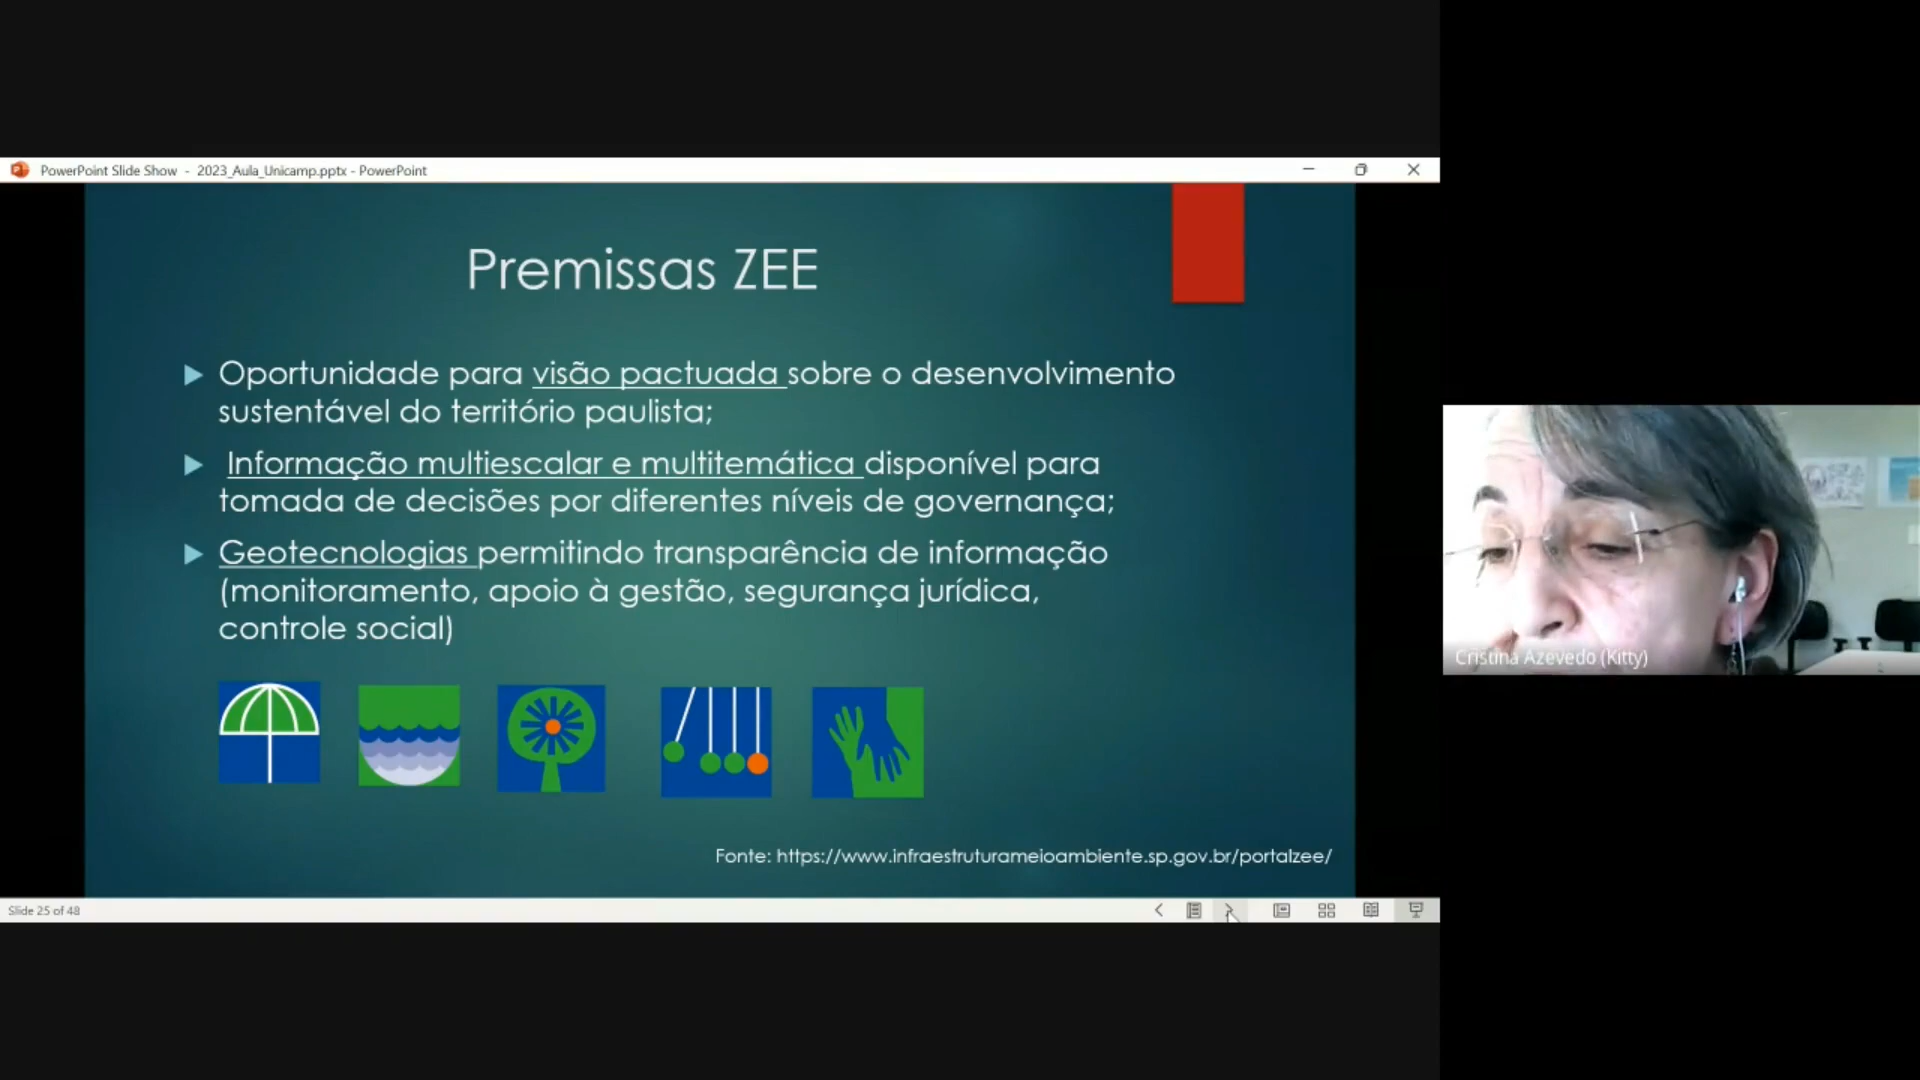 PowerPoint Slide Show - 2023_Aula_Unicamp.pptx - PowerPoint
Premissas ZEE
Oportunidade para visão pactuada sobre o desenvolvimento
sustentável do território paulista;
Informação multiescalar e multitemática disponível para
tomada de decisões por diferentes níveis de governança;
Geotecnologias permitindo transparência de informação
(monitoramento, apoio à gestão, segurança jurídica,
controle social)
Fonte: https://www.infraestruturameioambiente.sp.gov.br/portalzee/
Slide 25 of 48
Cristina Azevedo (Kitty)